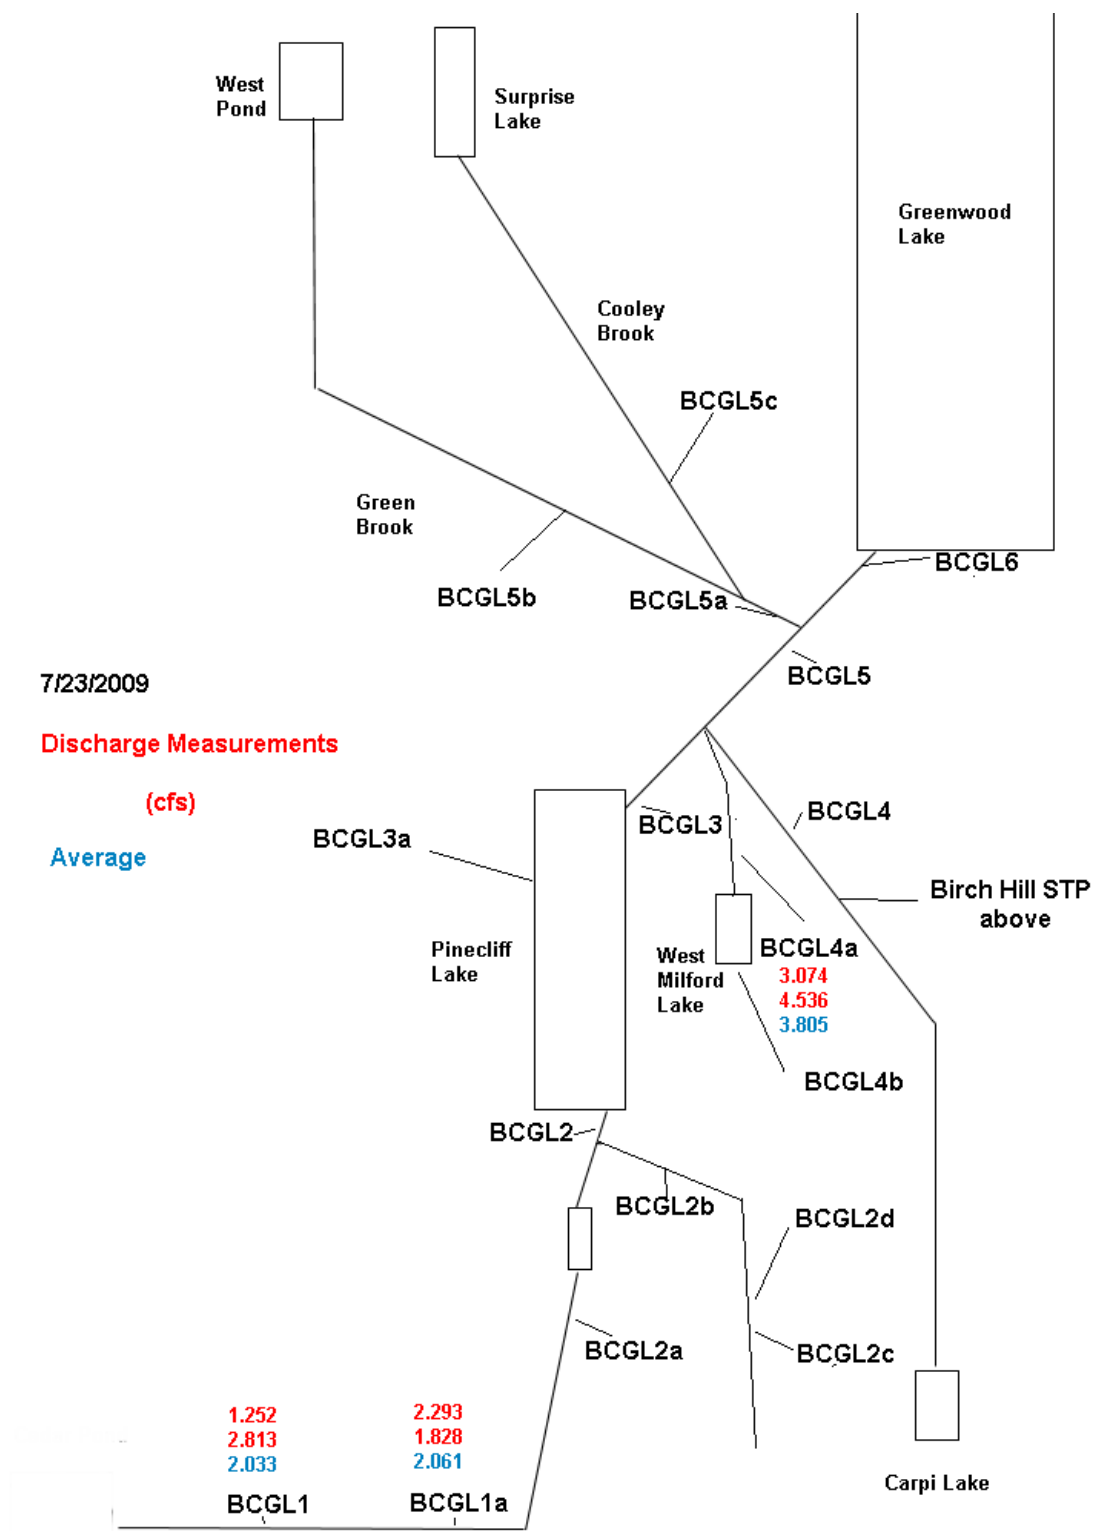 West
Pond
Surprise
Lake
Greenwood
Lake
Cooley
Brook
BCGL5c
Green
Brook
BCGL6
BCGL5b
BCGL5a
BCGL5
7/23/2009
Discharge Measurements
(cfs)
Average
BCGL3a
BCGL3
BCGL4
Birch Hill STP
above
Pinecliff
Lake
West
Milford
Lake
BCGL4a
3.074
4.536
3.805
BCGL4b
BCGL2
BCGL2b
BCGL2d
BCGL2a
BCGL2c
1.252
2.813
2.033
BCGL1
2.293
1.828
2.061
BCGL1a
Carpi Lake